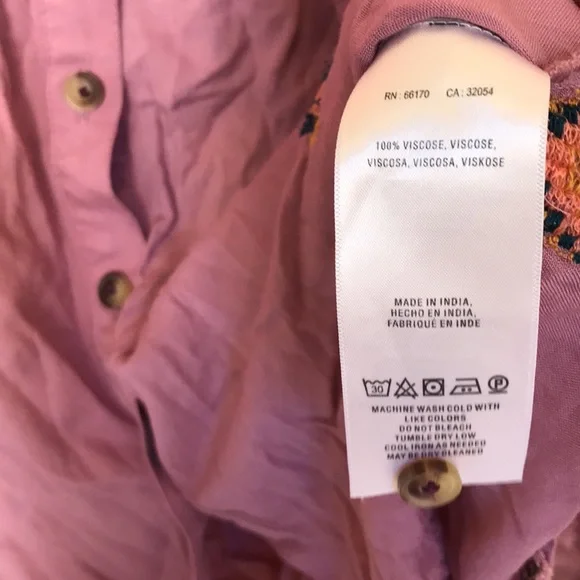 RN : 66170 CA : 32054
100% VISCOSE, VISCOSE,
VISCOSA, VISCOSA, VISKOSE
MADE IN INDIA,
HECHO EN INDIA,
FABRIQUÉ EN INDE
30 P
MACHINE WASH COLD WITH
LIKE COLORS
DO NOT BLEACH
TUMBLE DRY LOW
COOL IRON AS NEEDED
MAY BE DRY CLEANED